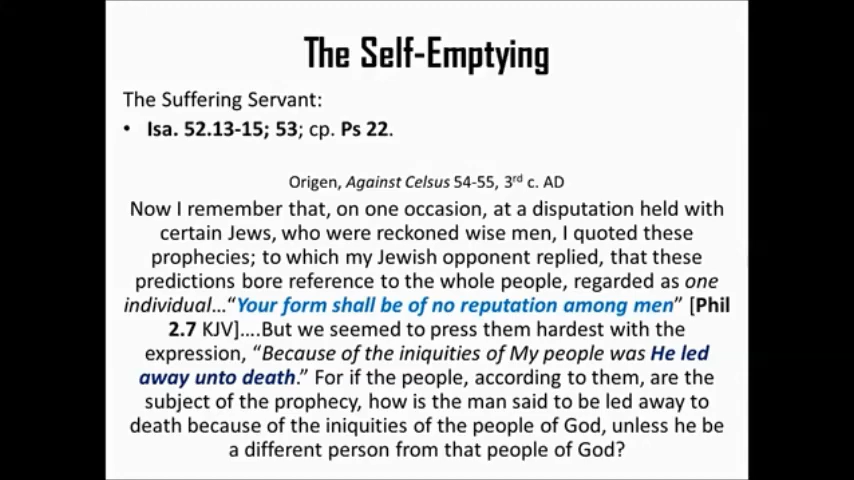 The Self-Emptying
The Suffering Servant:
• Isa. 52.13-15; 53; cp. Ps 22.
Origen, Against Celsus 54-55, 3rd c. AD
Now I remember that, on one occasion, at a disputation held with
certain Jews, who were reckoned wise men, I quoted these
prophecies; to which my Jewish opponent replied, that these
predictions bore reference to the whole people, regarded as one
individual…“Your form shall be of no reputation among men” [Phil
2.7 KJV]….But we seemed to press them hardest with the
expression, “Because of the iniquities of My people was He led
away unto death.” For if the people, according to them, are the
subject of the prophecy, how is the man said to be led away to
death because of the iniquities of the people of God, unless he be
a different person from that people of God?